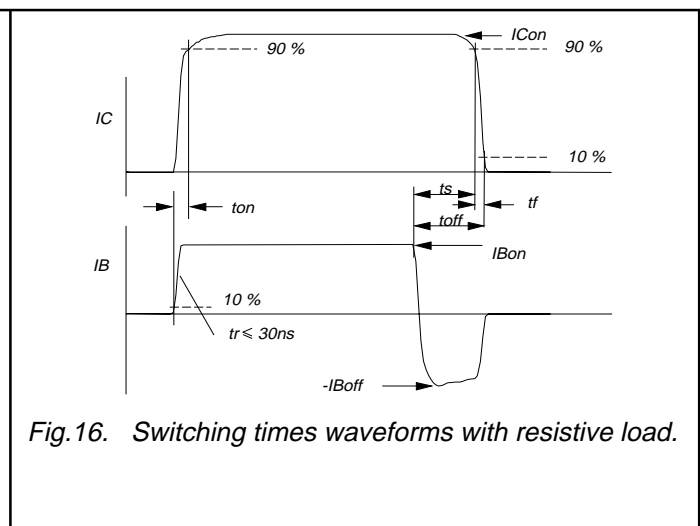 ICon
90 %
90 %
IC
10 %
ts
ton
tf
toff
IBon
IB
10 %
tr ⩽ 30ns
-IBoff
Fig.16. Switching times waveforms with resistive load.